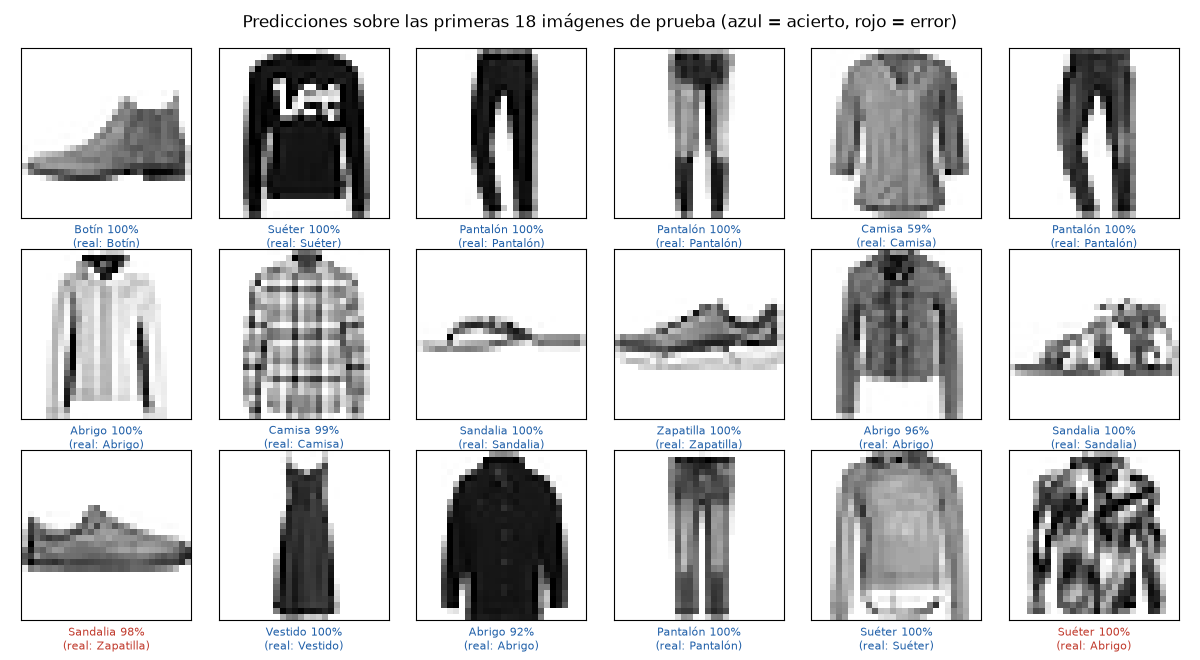 Predicciones sobre las primeras 18 imágenes de prueba (azul = acierto, rojo = error)
Botín 100%
(real: Botín)
Suéter 100%
(real: Suéter)
Pantalón 100%
(real: Pantalón)
Pantalón 100%
(real: Pantalón)
Camisa 59%
(real: Camisa)
Pantalón 100%
(real: Pantalón)
Abrigo 100%
(real: Abrigo)
Camisa 99%
(real: Camisa)
Sandalia 100%
(real: Sandalia)
Zapatilla 100%
(real: Zapatilla)
Abrigo 96%
(real: Abrigo)
Sandalia 100%
(real: Sandalia)
Sandalia 98%
(real: Zapatilla)
Vestido 100%
(real: Vestido)
Abrigo 92%
(real: Abrigo)
Pantalón 100%
(real: Pantalón)
Suéter 100%
(real: Suéter)
Suéter 100%
(real: Abrigo)